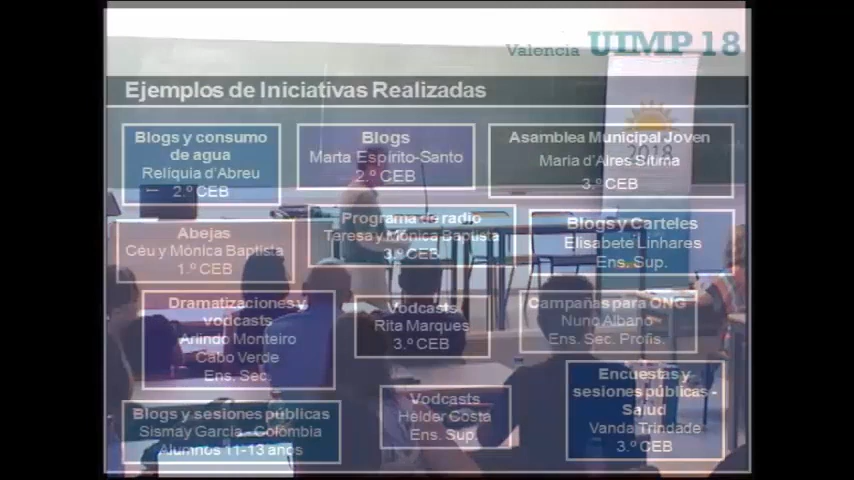 Valencia UIMP 18
Ejemplos de Iniciativas Realizadas
Blogs y consumo
de agua
Relíquia d'Abreu
2.º CEB
Blogs
Marta Espírito-Santo
2.º CEB
Asamblea Municipal Joven
Maria d'Aires Sitima
3.º CEB
2018
Abejas
Céu y Mónica Baptista
1.º CEB
Programa de radio
Teresa y Mónica Baptista
3.º CEB
Blogs y Carteles
Elisabete Linhares
Ens. Sup.
Dramatizaciones y
vodcasts
Arlindo Monteiro
Cabo Verde
Ens. Sec.
Vodcasts
Rita Marques
3.º CEB
Campañas para ONG
Nuno Albano
Ens. Sec. Profis.
Blogs y sesiones públicas
Sismay Garcia - Colômbia
Alumnos 11-13 anos
Vodcasts
Helder Costa
Ens. Sup.
Encuestas y
sesiones públicas -
Salud
Vanda Trindade
3.º CEB